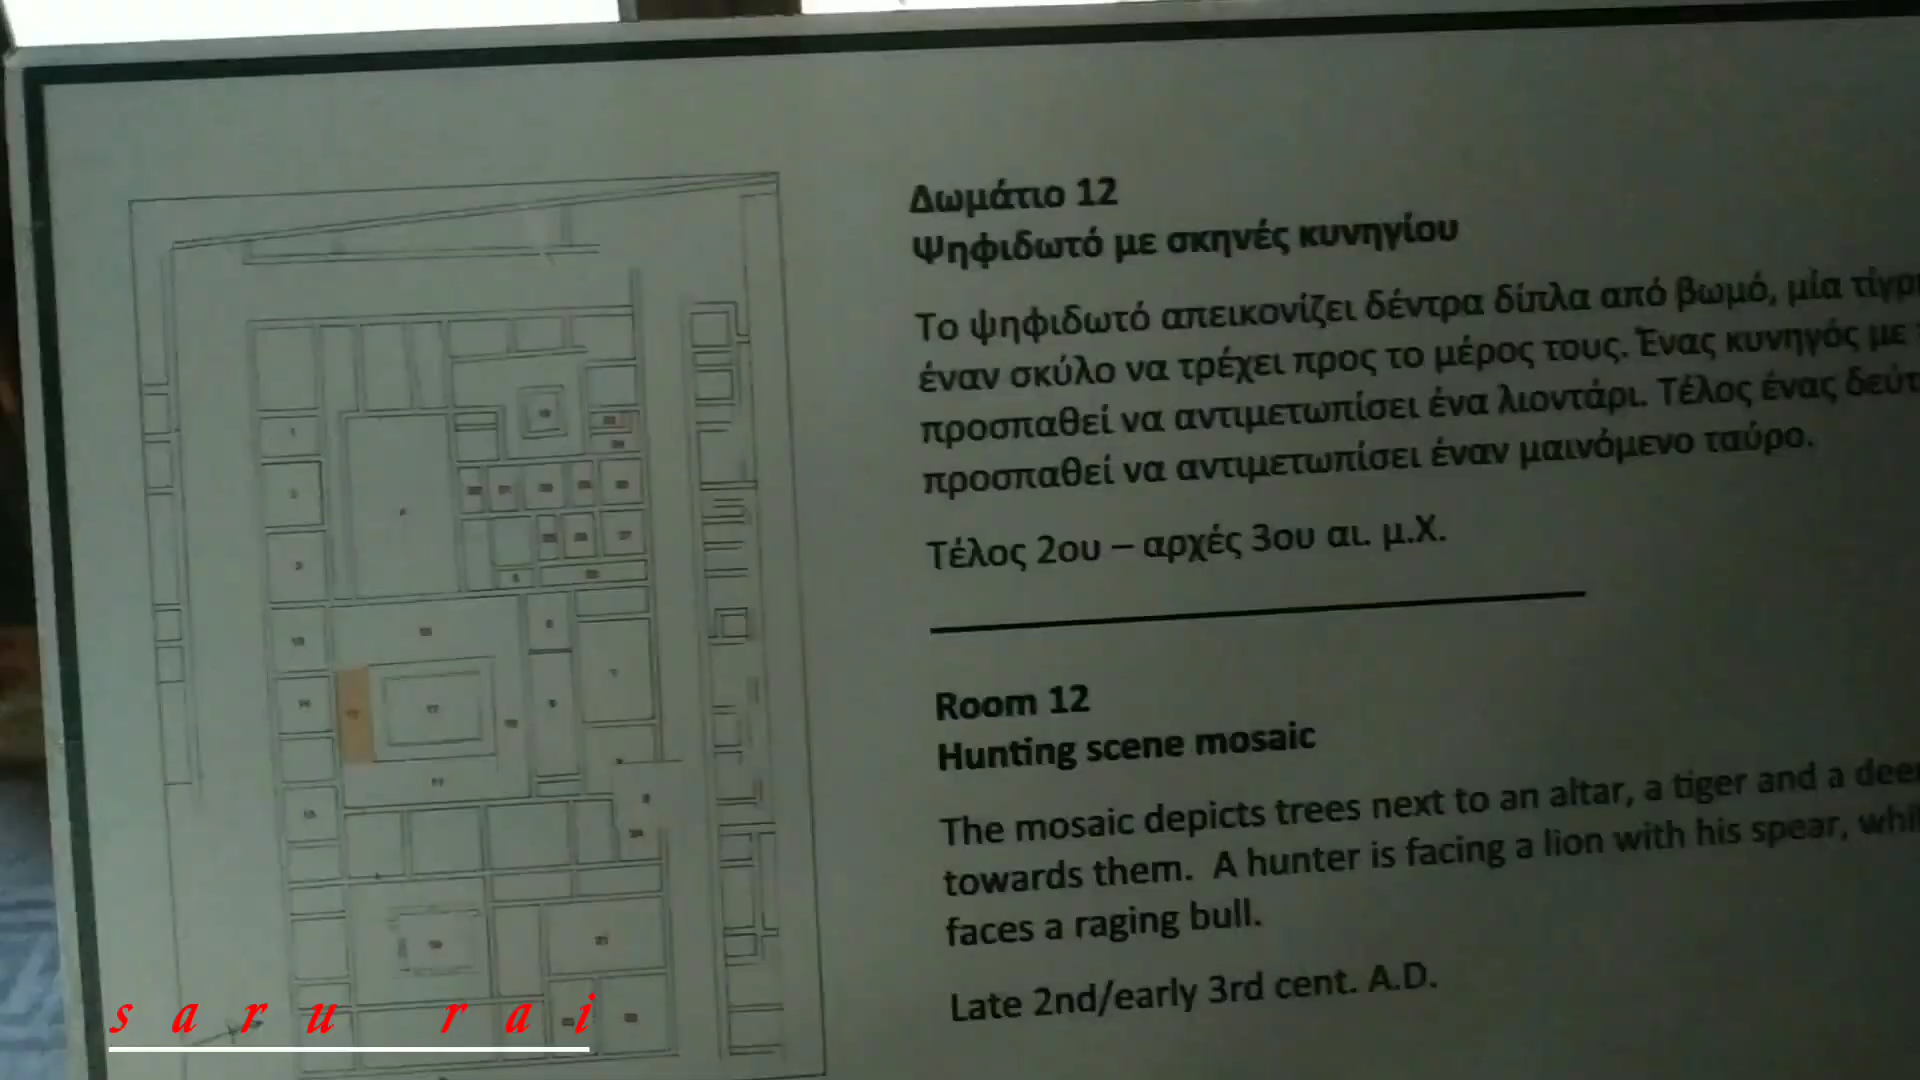 Δωμάτιο 12
Ψηφιδωτό με σκηνές κυνηγίου
Το ψηφιδωτό απεικονίζει δέντρα δίπλα από βωμό, μία
έναν σκύλο να τρέχει προς το μέρος τους. Ένας κυνηγός με
προσπαθεί να αντιμετωπίσει ένα λιοντάρι. Τέλος ένας
προσπαθεί να αντιμετωπίσει έναν μαινόμενο ταύρο.
Τέλος 2ου – αρχές 3ου αι. μ.Χ.
Room 12
Hunting scene mosaic
The mosaic depicts trees next to an altar, a tiger and a deer
towards them. A hunter is facing a lion with his spear,
faces a raging bull.
Late 2nd/early 3rd cent. A.D.
saru rai